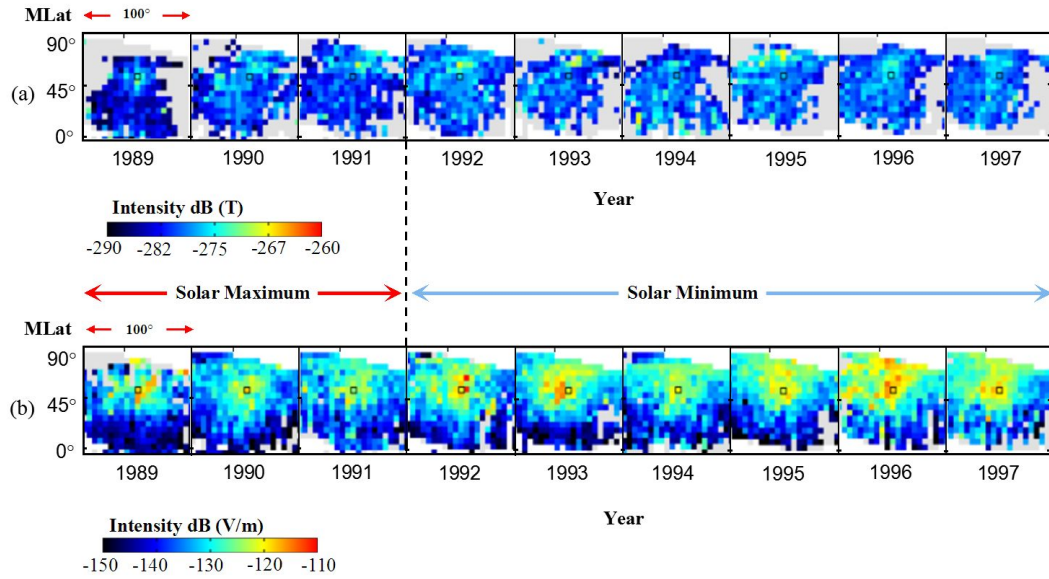 MLat 100°
90°
(a) 45°
0°
1989 1990 1991 1992 1993 1994 1995 1996 1997
Year
Intensity dB (T)
-290 -282 -275 -267 -260
Solar Maximum Solar Minimum
MLat 100°
90°
(b) 45°
0°
1989 1990 1991 1992 1993 1994 1995 1996 1997
Year
Intensity dB (V/m)
-150 -140 -130 -120 -110